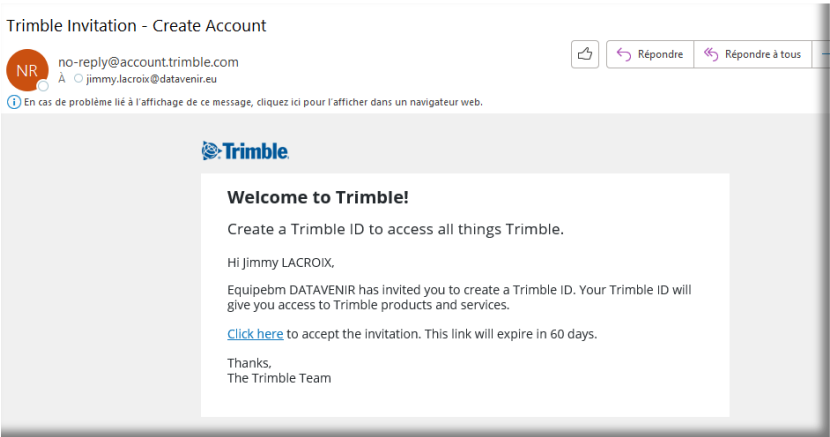 Trimble Invitation - Create Account
NR
no-reply@account.trimble.com
À jimmy.lacroix@datavenir.eu
Répondre
Répondre à tous
En cas de problème lié à l'affichage de ce message, cliquez ici pour l'afficher dans un navigateur web.
Trimble
Welcome to Trimble!
Create a Trimble ID to access all things Trimble.
Hi Jimmy LACROIX,
Equipebm DATAVENIR has invited you to create a Trimble ID. Your Trimble ID will
give you access to Trimble products and services.
Click here to accept the invitation. This link will expire in 60 days.
Thanks,
The Trimble Team